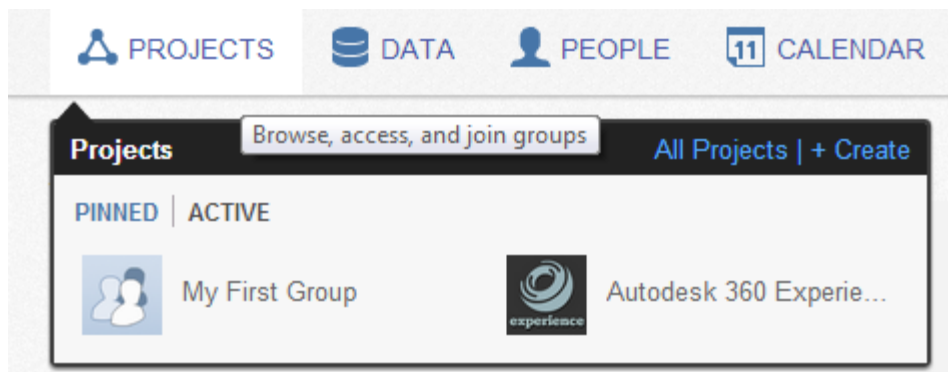 PROJECTS DATA PEOPLE 11 CALENDAR
Browse, access, and join groups
Projects All Projects | + Create
PINNED | ACTIVE
My First Group experience Autodesk 360 Experie...